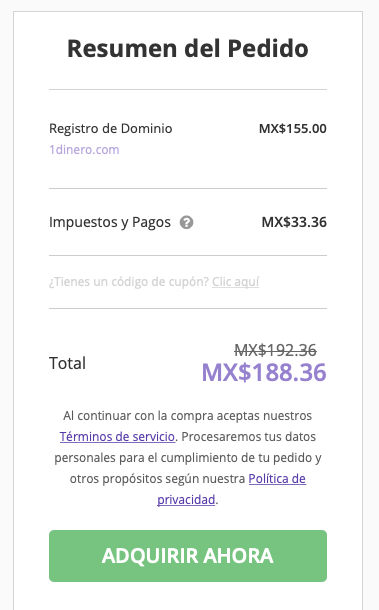 Resumen del Pedido
Registro de Dominio MX$155.00
1dinero.com
Impuestos y Pagos ? MX$33.36
¿Tienes un código de cupón? Clic aquí
MX$192.36
Total MX$188.36
Al continuar con la compra aceptas nuestros
Términos de servicio. Procesaremos tus datos
personales para el cumplimiento de tu pedido y
otros propósitos según nuestra Política de
privacidad.
ADQUIRIR AHORA